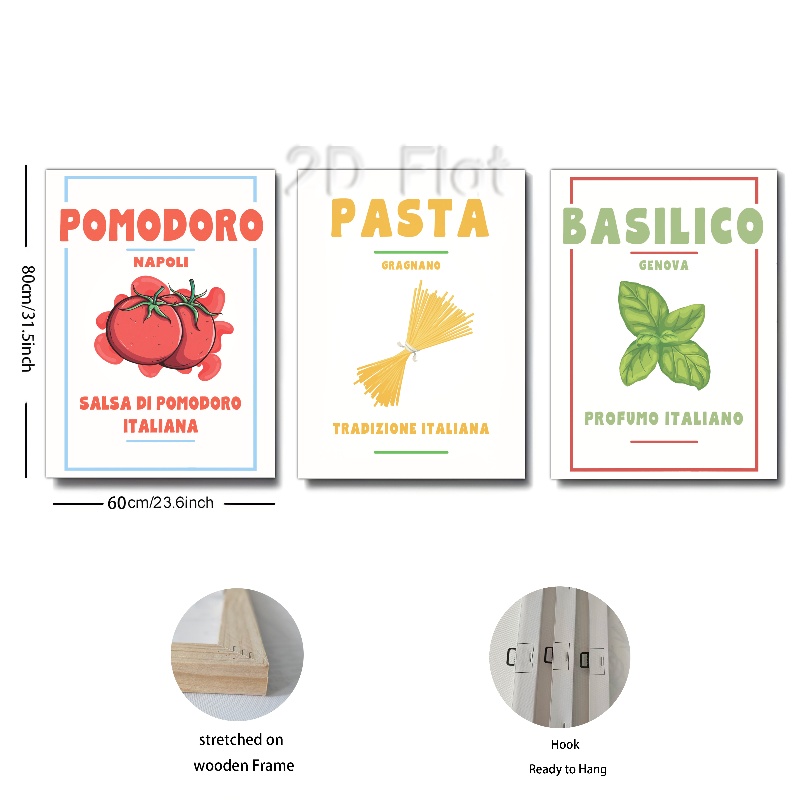 2D Flat
POMODORO
NAPOLI
SALSA DI POMODORO
ITALIANA
PASTA
GRAGNANO
TRADIZIONE ITALIANA
BASILICO
GENOVA
PROFUMO ITALIANO
80cm/31.5inch
60cm/23.6inch
stretched on
wooden Frame
Hook
Ready to Hang